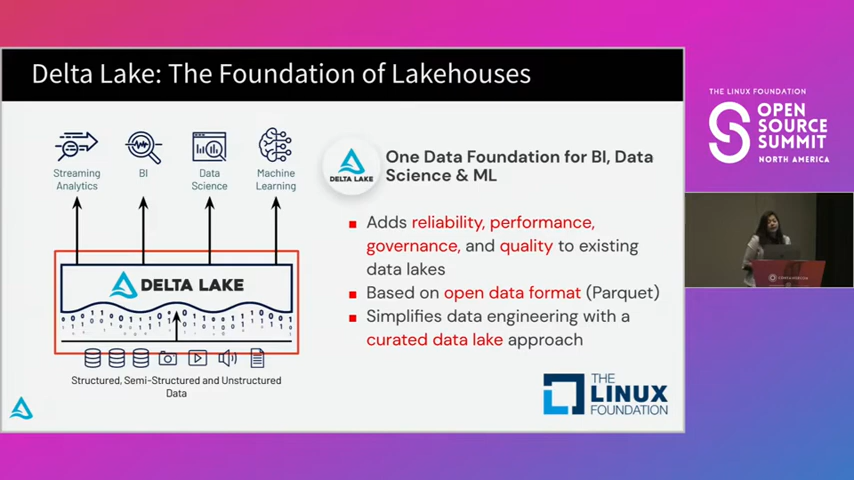 Delta Lake: The Foundation of Lakehouses
Streaming
Analytics
BI
Data
Science
Machine
Learning
DELTA LAKE
Structured, Semi-Structured and Unstructured
Data
DELTA LAKE
One Data Foundation for BI, Data
Science & ML
Adds reliability, performance,
governance, and quality to existing
data lakes
Based on open data format (Parquet)
Simplifies data engineering with a
curated data lake approach
THE
LINUX
FOUNDATION
THE LINUX FOUNDATION
OPEN
SOURCE
SUMMIT
NORTH AMERICA